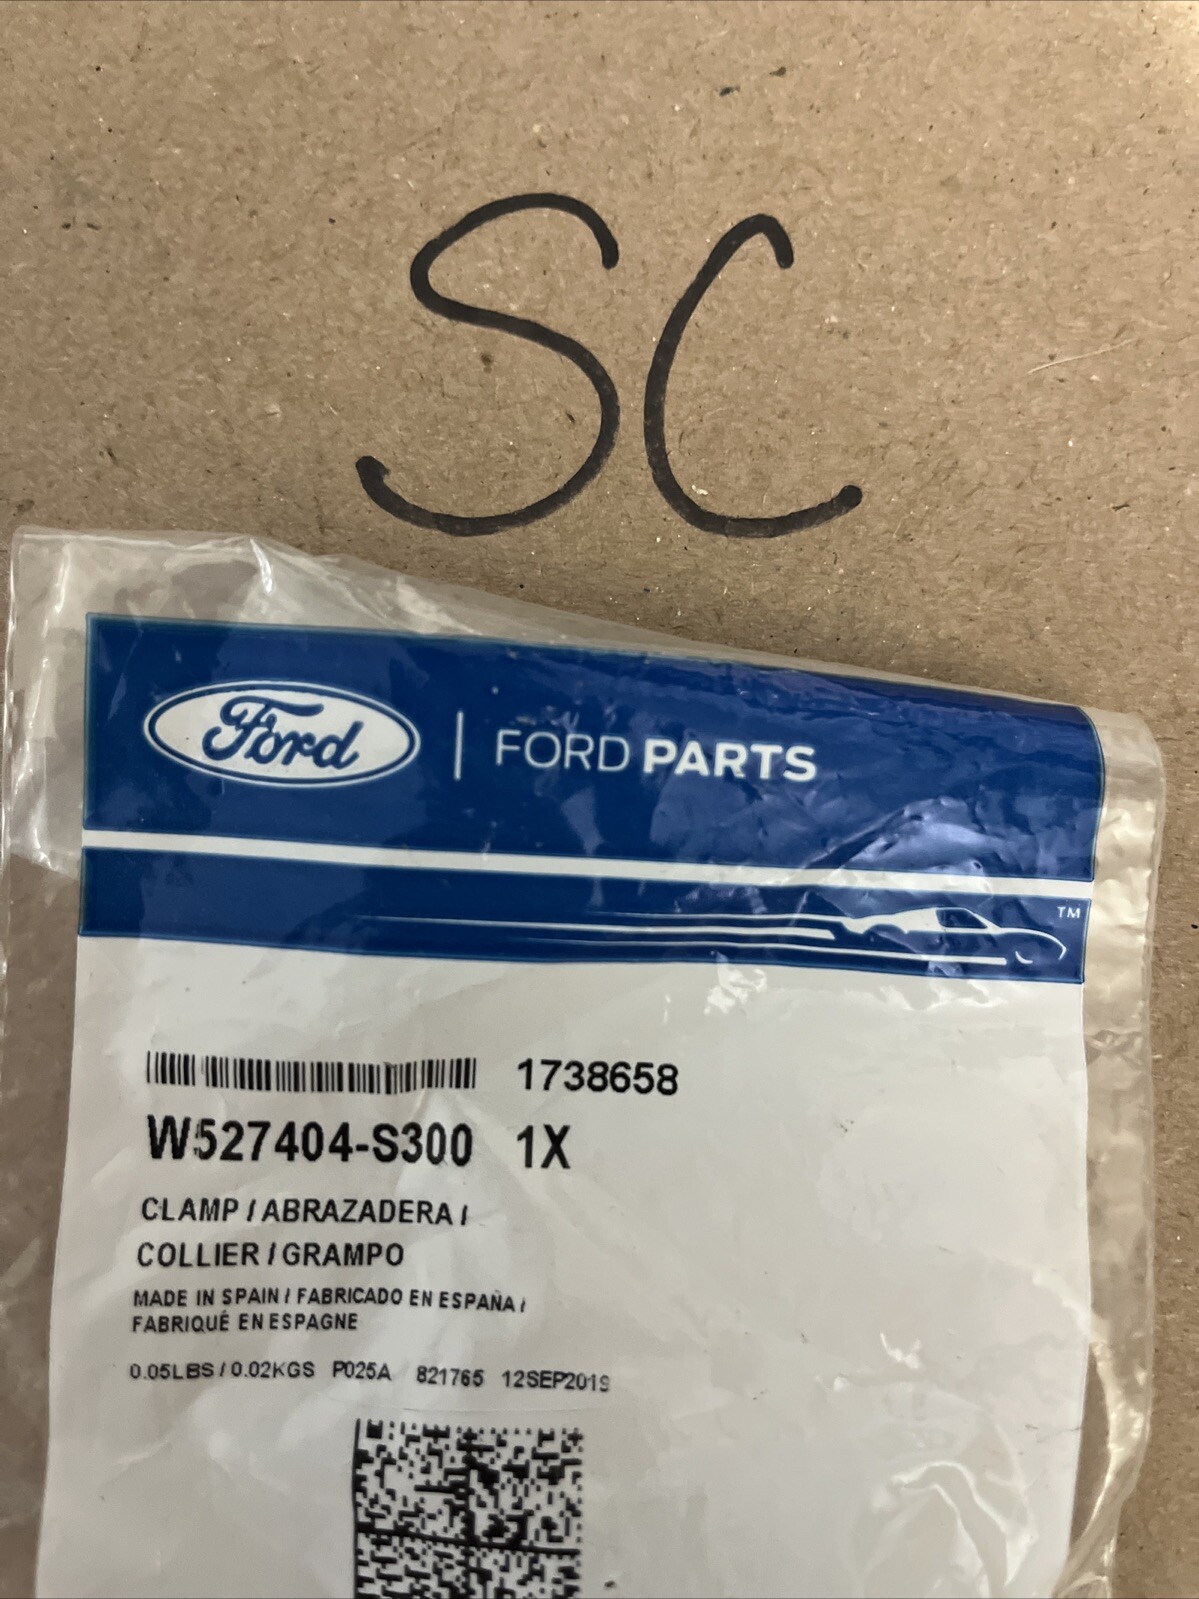 SC
Ford | FORD PARTS
TM
1738658
W527404-S300 1X
CLAMP / ABRAZADERA /
COLLIER / GRAMPO
MADE IN SPAIN / FABRICADO EN ESPAÑA /
FABRIQUÉ EN ESPAGNE
0.05LBS / 0.02KGS P025A 821765 12SEP2019